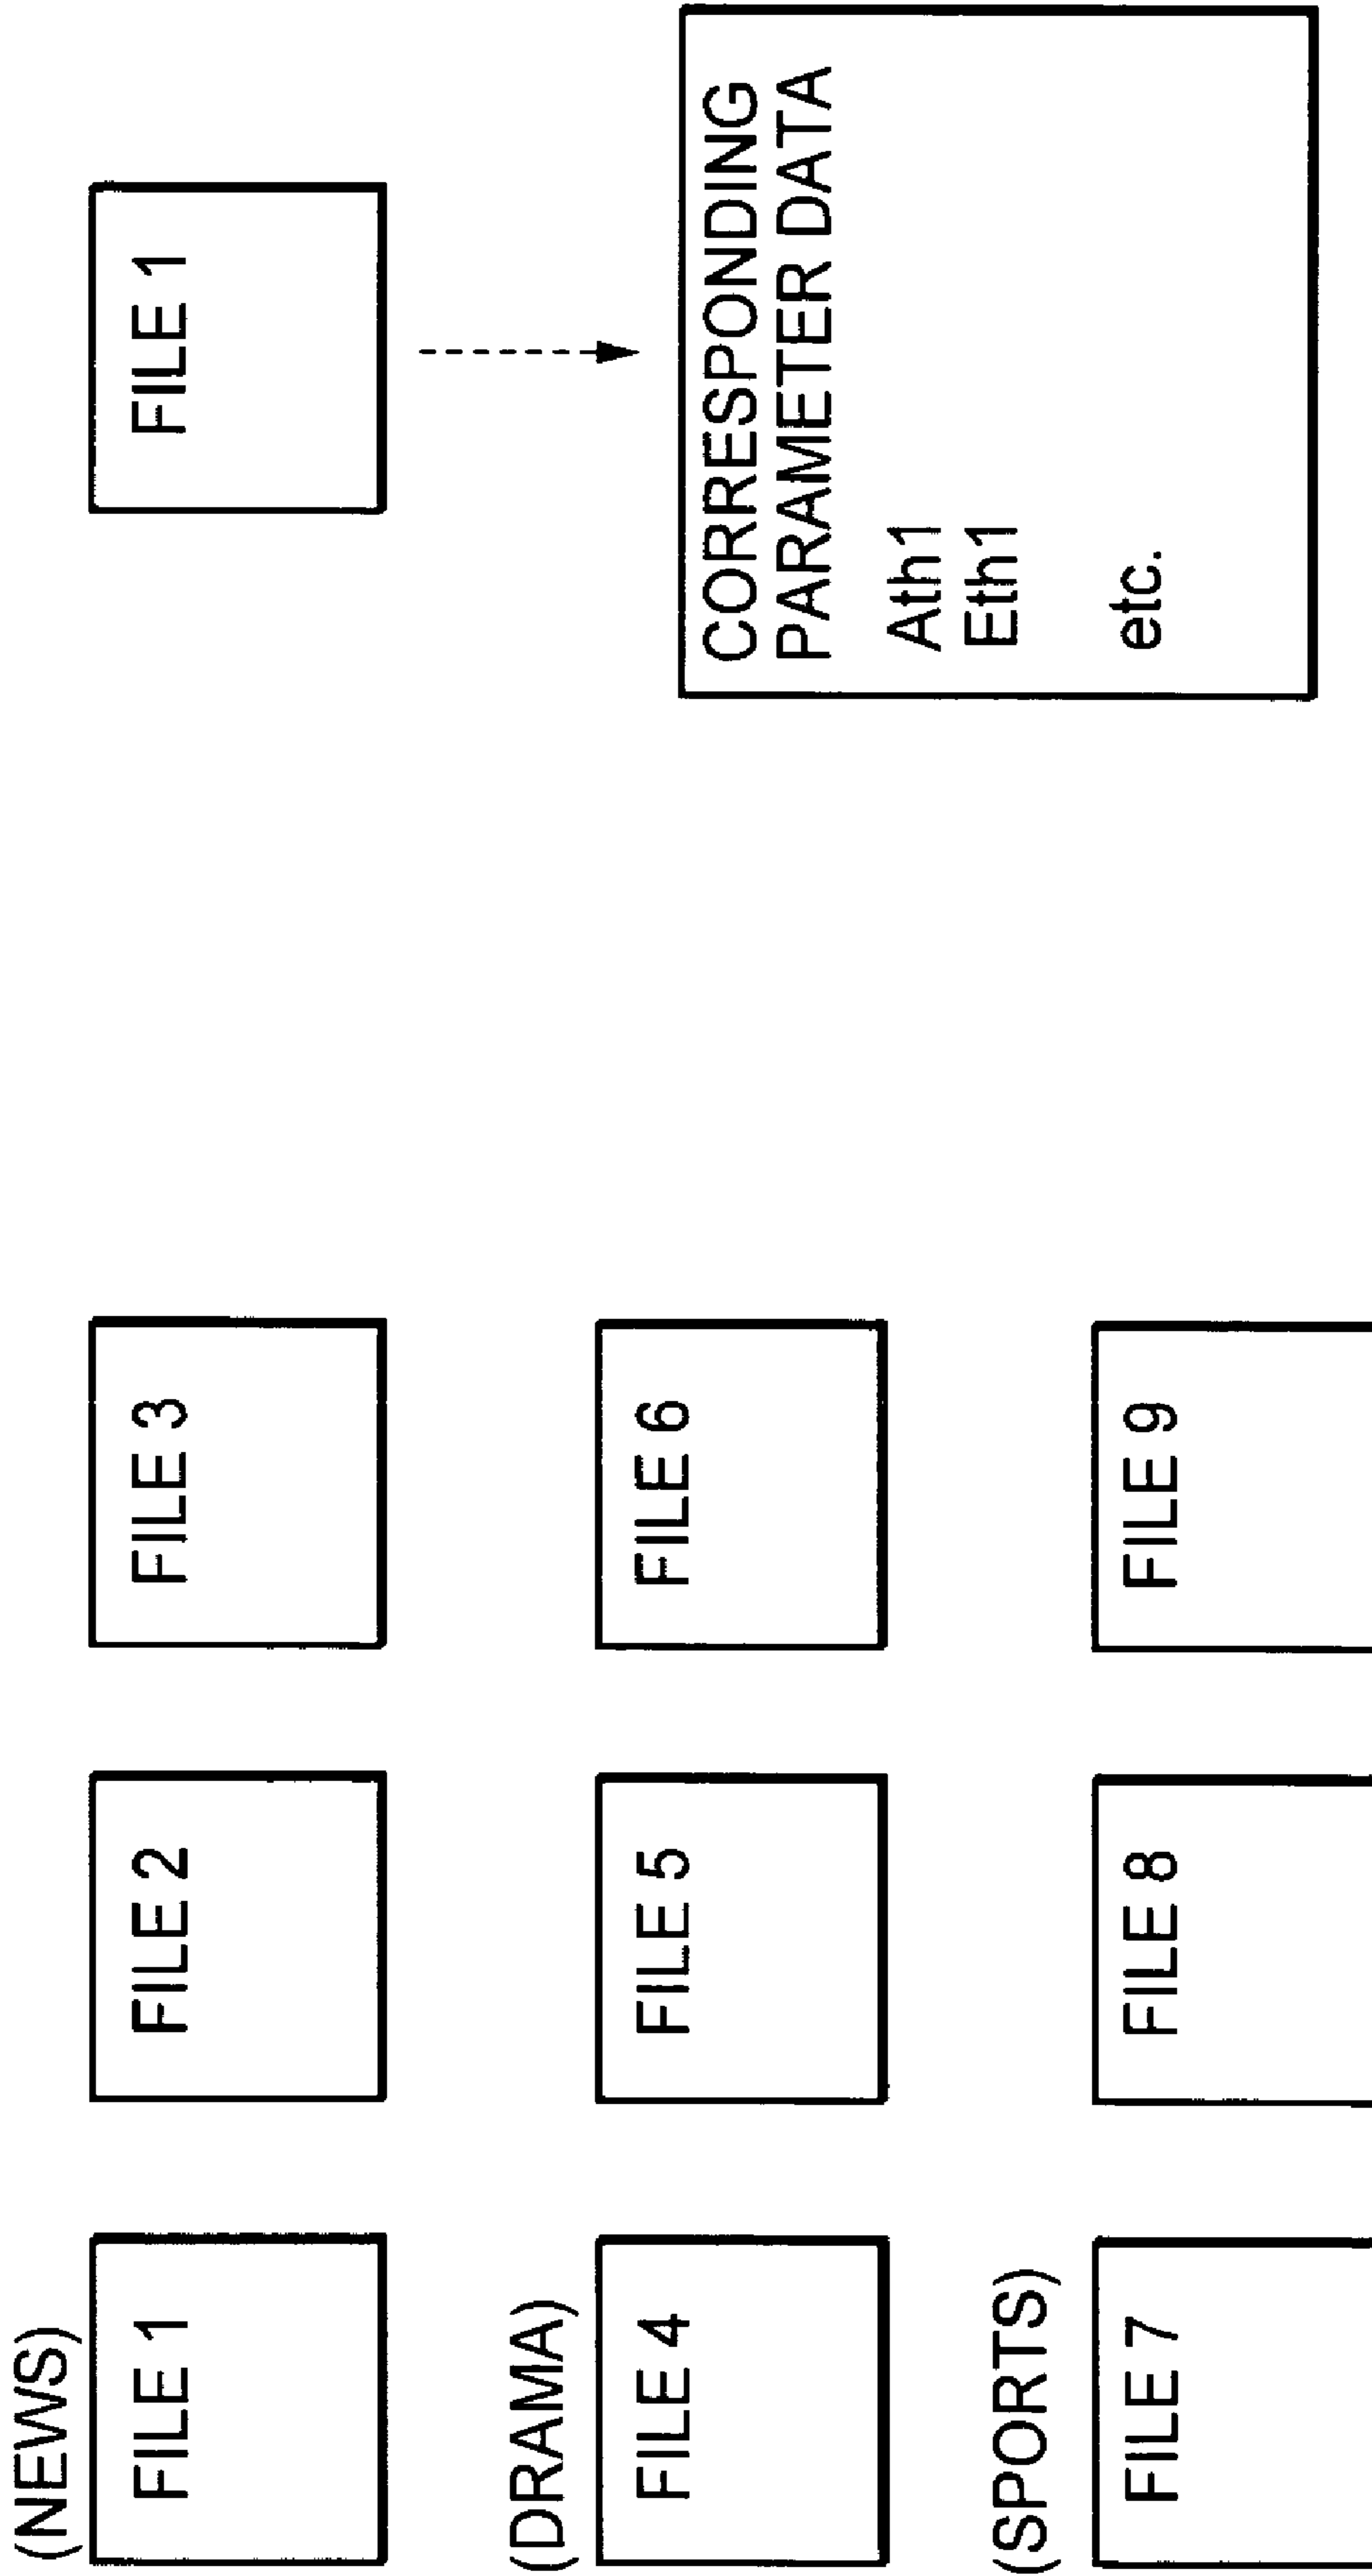 (NEWS)
FILE 1
FILE 2
FILE 3
(DRAMA)
FILE 4
FILE 5
FILE 6
(SPORTS)
FILE 7
FILE 8
FILE 9
FILE 1
CORRESPONDING
PARAMETER DATA
Ath1
Eth1
etc.